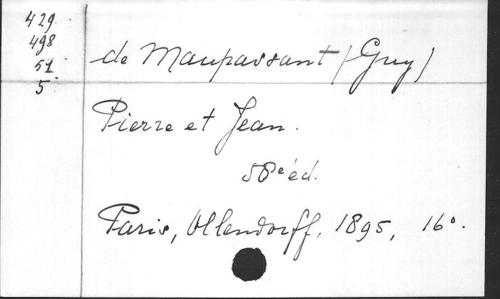 429
498
51
5
de Maupassant (Guy)
Pierre et Jean.
58e éd.
Paris, Ollendorff, 1895, 16°.